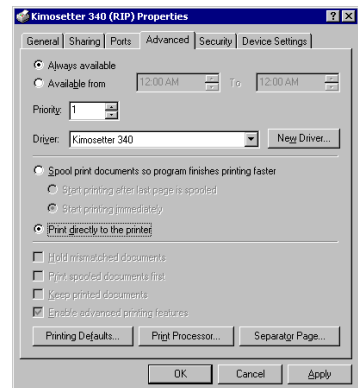 Kimosetter 340 (RIP) Properties
General Sharing Ports Advanced Security Device Settings
Always available
Available from 12:00 AM To 12:00 AM
Priority: 1
Driver: Kimosetter 340 New Driver...
Spool print documents so program finishes printing faster
Start printing after last page is spooled
Start printing immediately
Print directly to the printer
Hold mismatched documents
Print spooled documents first
Keep printed documents
Enable advanced printing features
Printing Defaults... Print Processor... Separator Page...
OK Cancel Apply